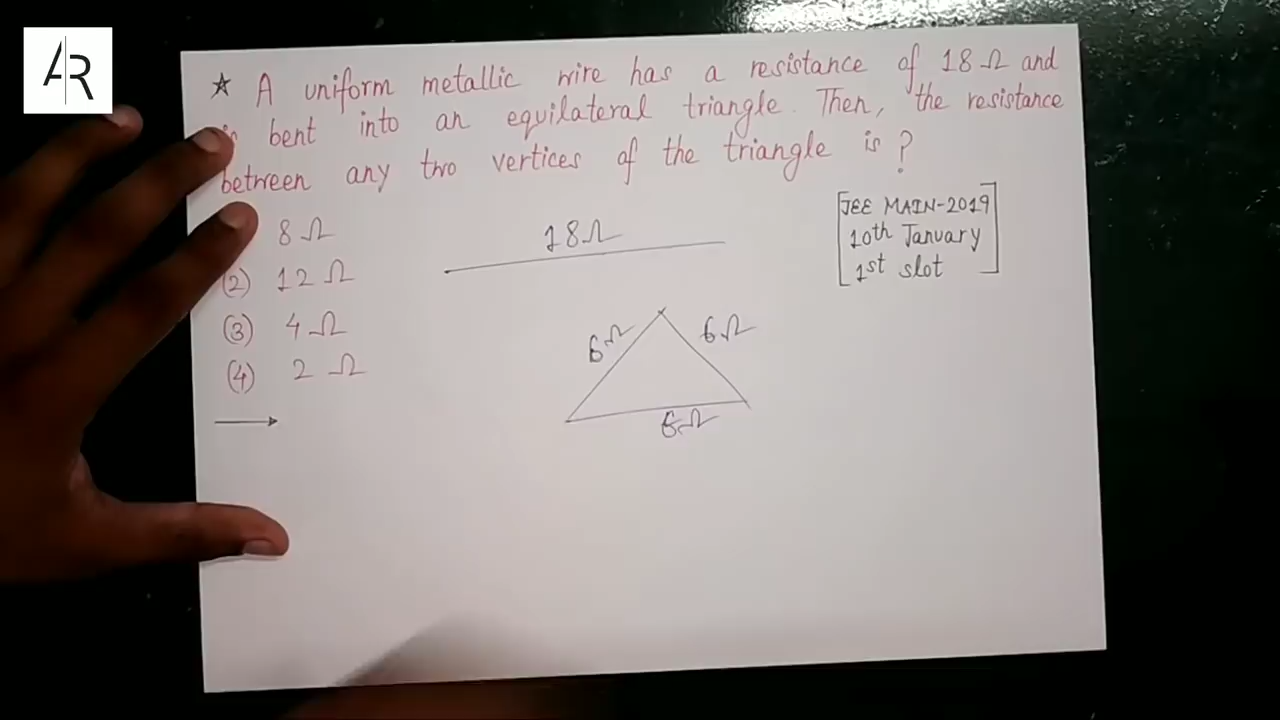 AR
★ A uniform metallic wire has a resistance of 18 Ω and
bent into an equilateral triangle. Then, the resistance
between any two vertices of the triangle is ?
8 Ω
(2) 12 Ω
(3) 4 Ω
(4) 2 Ω
[JEE MAIN-2019
10th January
1st slot]
18Ω
6Ω 6Ω
6Ω